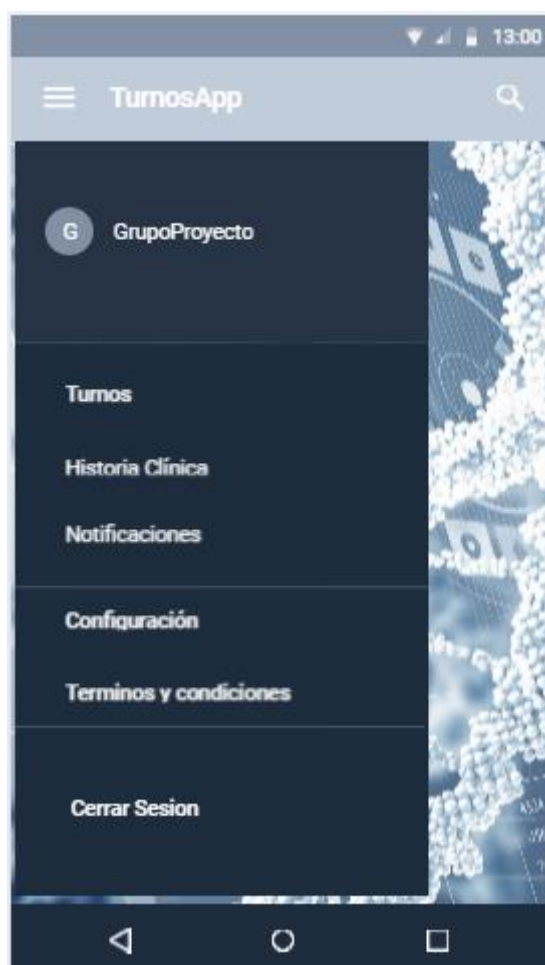 13:00
TurnosApp
G GrupoProyecto
Turnos
Historia Clínica
Notificaciones
Configuración
Terminos y condiciones
Cerrar Sesion